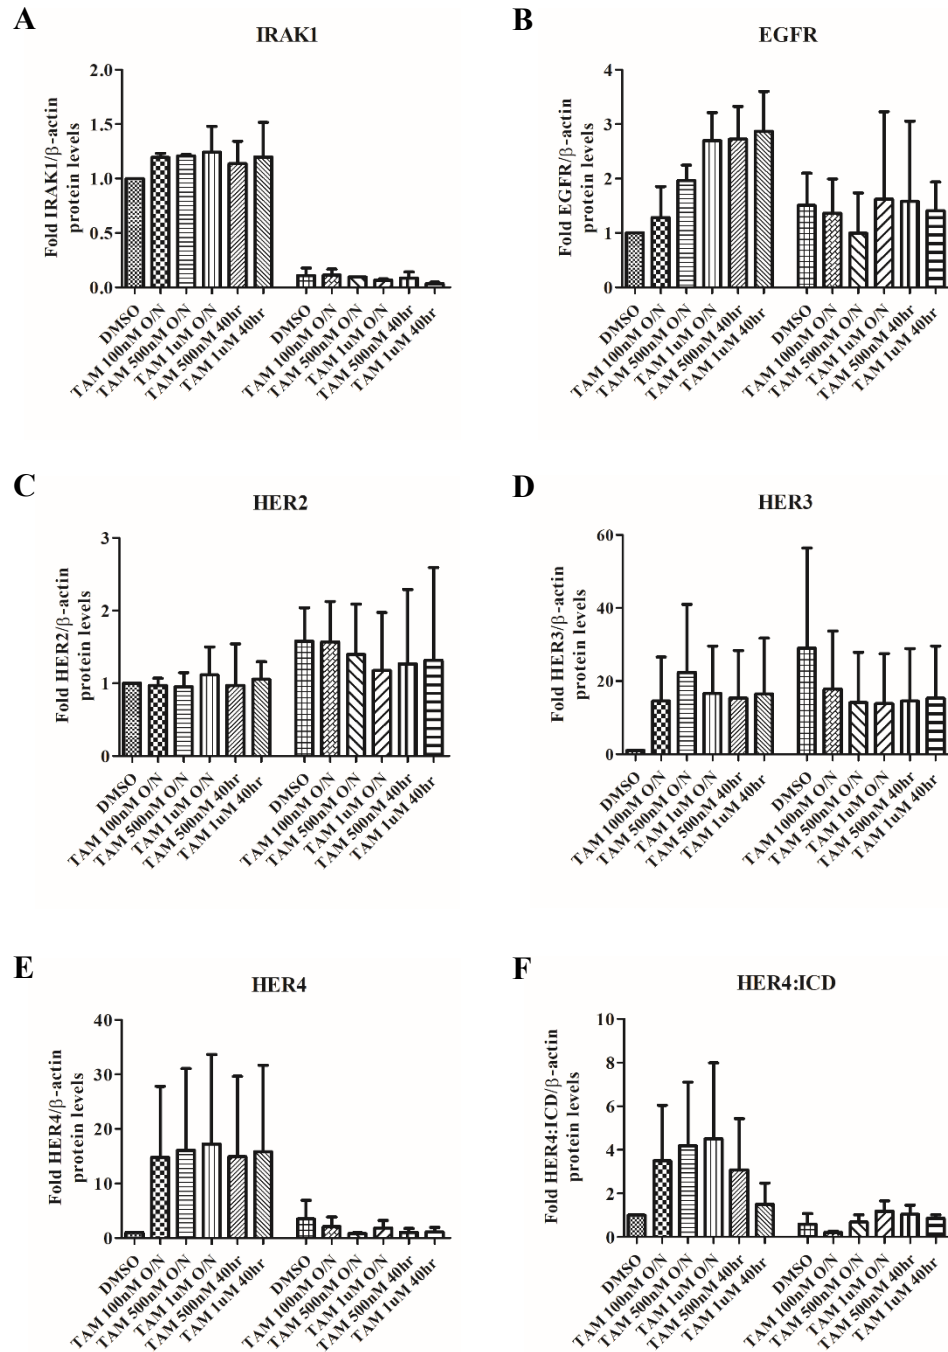 A
IRAK1
Fold IRAK1/β-actin
protein levels
2.0
1.5
1.0
0.5
0.0
DMSO
TAM 100nM O/N
TAM 500nM O/N
TAM 1uM O/N
TAM 500nM 40hr
TAM 1uM 40hr
DMSO
TAM 100nM O/N
TAM 500nM O/N
TAM 1uM O/N
TAM 500nM 40hr
TAM 1uM 40hr
B
EGFR
Fold EGFR/β-actin
protein levels
4
3
2
1
0
DMSO
TAM 100nM O/N
TAM 500nM O/N
TAM 1uM O/N
TAM 500nM 40hr
TAM 1uM 40hr
DMSO
TAM 100nM O/N
TAM 500nM O/N
TAM 1uM O/N
TAM 500nM 40hr
TAM 1uM 40hr
C
HER2
Fold HER2/β-actin
protein levels
3
2
1
0
DMSO
TAM 100nM O/N
TAM 500nM O/N
TAM 1uM O/N
TAM 500nM 40hr
TAM 1uM 40hr
DMSO
TAM 100nM O/N
TAM 500nM O/N
TAM 1uM O/N
TAM 500nM 40hr
TAM 1uM 40hr
D
HER3
Fold HER3/β-actin
protein levels
60
40
20
0
DMSO
TAM 100nM O/N
TAM 500nM O/N
TAM 1uM O/N
TAM 500nM 40hr
TAM 1uM 40hr
DMSO
TAM 100nM O/N
TAM 500nM O/N
TAM 1uM O/N
TAM 500nM 40hr
TAM 1uM 40hr
E
HER4
Fold HER4/β-actin
protein levels
40
30
20
10
0
DMSO
TAM 100nM O/N
TAM 500nM O/N
TAM 1uM O/N
TAM 500nM 40hr
TAM 1uM 40hr
DMSO
TAM 100nM O/N
TAM 500nM O/N
TAM 1uM O/N
TAM 500nM 40hr
TAM 1uM 40hr
F
HER4:ICD
Fold HER4:ICD/β-actin
protein levels
10
8
6
4
2
0
DMSO
TAM 100nM O/N
TAM 500nM O/N
TAM 1uM O/N
TAM 500nM 40hr
TAM 1uM 40hr
DMSO
TAM 100nM O/N
TAM 500nM O/N
TAM 1uM O/N
TAM 500nM 40hr
TAM 1uM 40hr